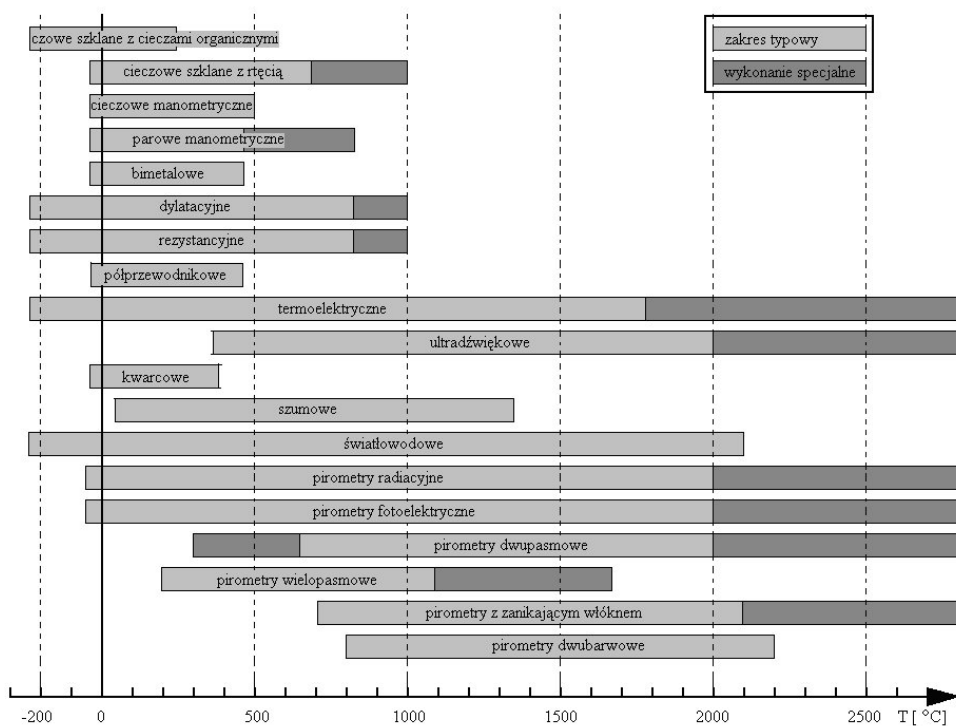 czowe szklane z cieczami organicznymi
zakres typowy
cieczowe szklane z rtęcią
wykonanie specjalne
cieczowe manometryczne
parowe manometryczne
bimetalowe
dylatacyjne
rezystancyjne
półprzewodnikowe
termoelektryczne
ultradźwiękowe
kwarcowe
szumowe
światłowodowe
pirometry radiacyjne
pirometry fotoelektryczne
pirometry dwupasmowe
pirometry wielopasmowe
pirometry z zanikającym włóknem
pirometry dwubarwowe
-200 0 500 1000 1500 2000 2500 T [ °C]